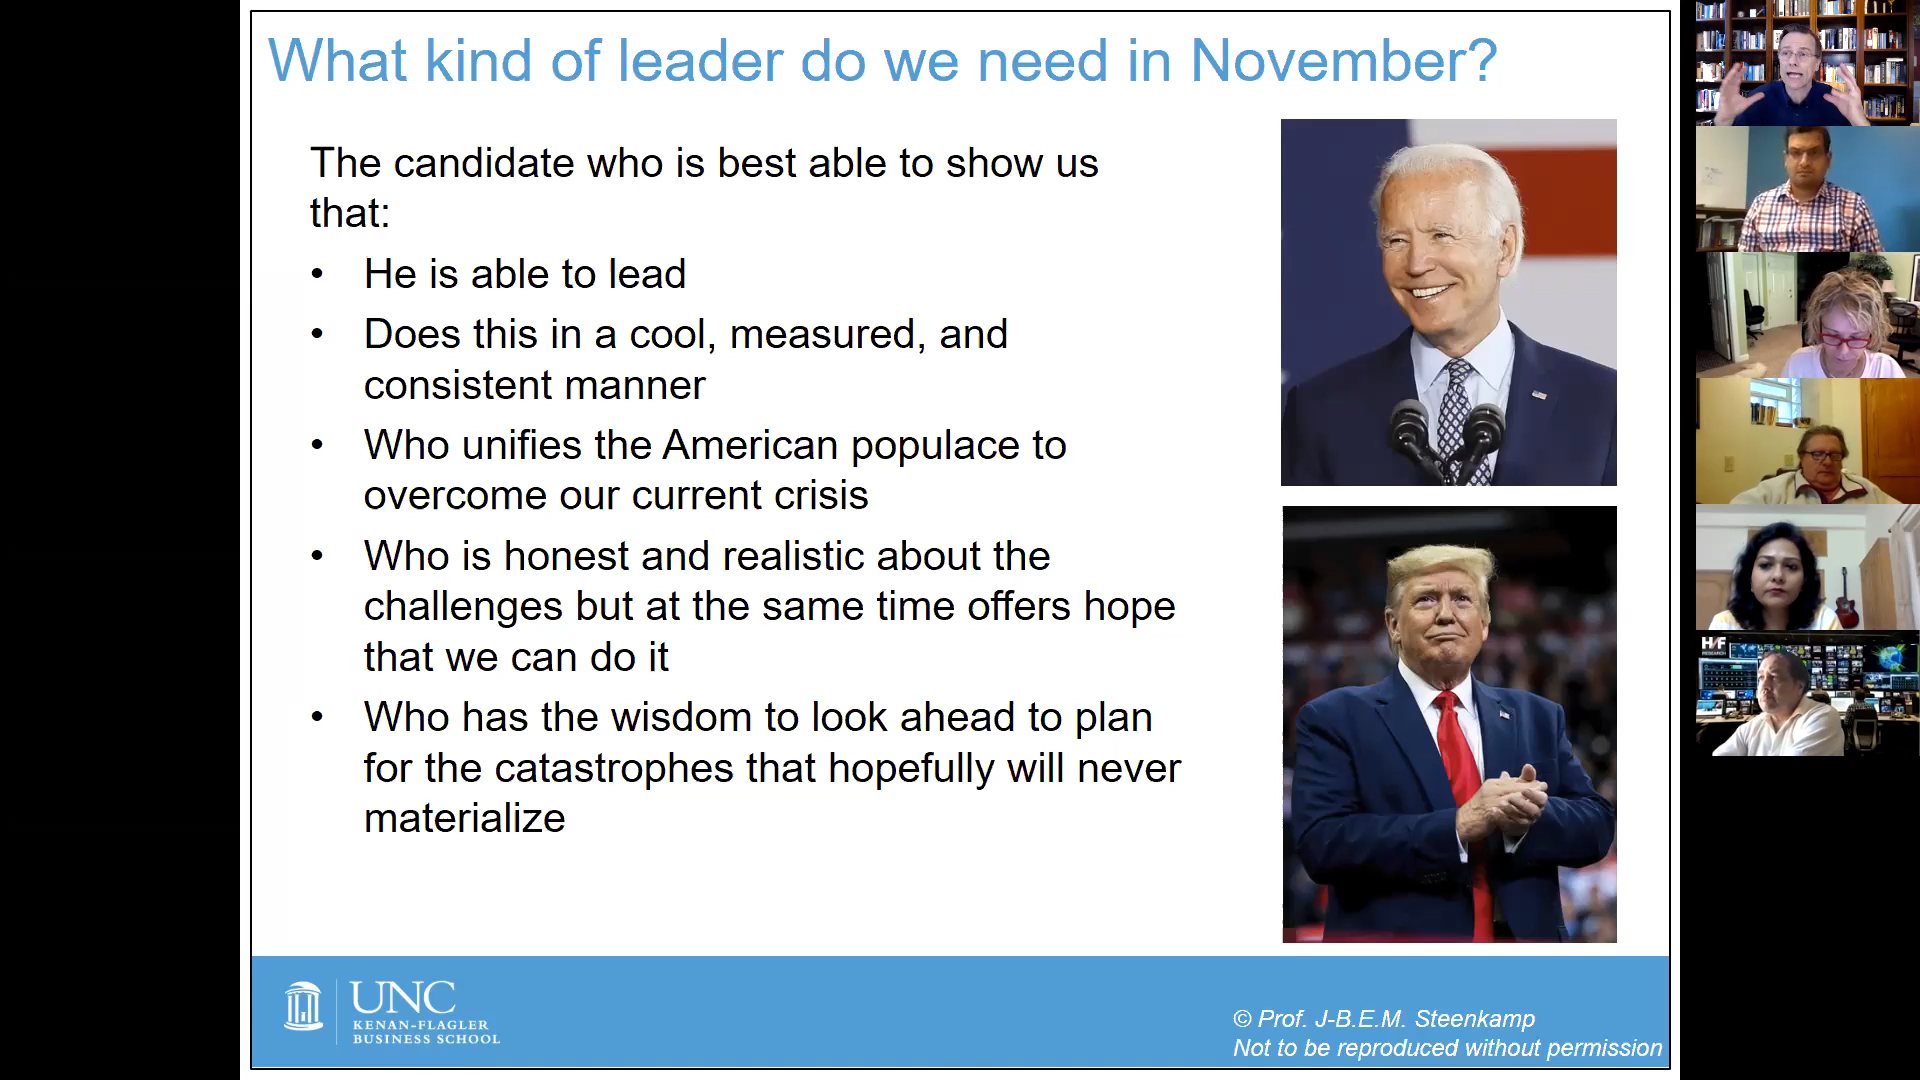 What kind of leader do we need in November?
The candidate who is best able to show us
that:
• He is able to lead
• Does this in a cool, measured, and
consistent manner
• Who unifies the American populace to
overcome our current crisis
• Who is honest and realistic about the
challenges but at the same time offers hope
that we can do it
• Who has the wisdom to look ahead to plan
for the catastrophes that hopefully will never
materialize
UNC
KENAN-FLAGLER
BUSINESS SCHOOL
© Prof. J-B.E.M. Steenkamp
Not to be reproduced without permission
RESEARCH